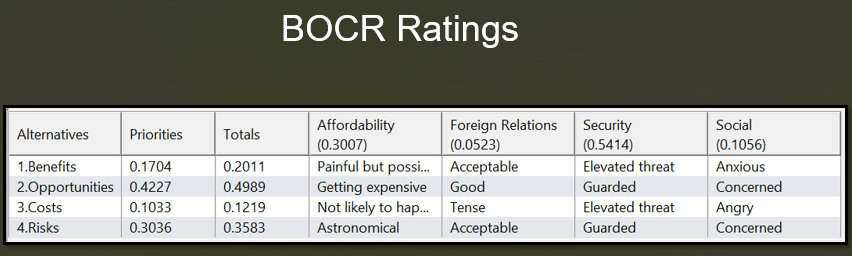 BOCR Ratings
Alternatives Priorities Totals Affordability (0.3007) Foreign Relations (0.0523) Security (0.5414) Social (0.1056)
1.Benefits 0.1704 0.2011 Painful but possi... Acceptable Elevated threat Anxious
2.Opportunities 0.4227 0.4989 Getting expensive Good Guarded Concerned
3.Costs 0.1033 0.1219 Not likely to hap... Tense Elevated threat Angry
4.Risks 0.3036 0.3583 Astronomical Acceptable Guarded Concerned